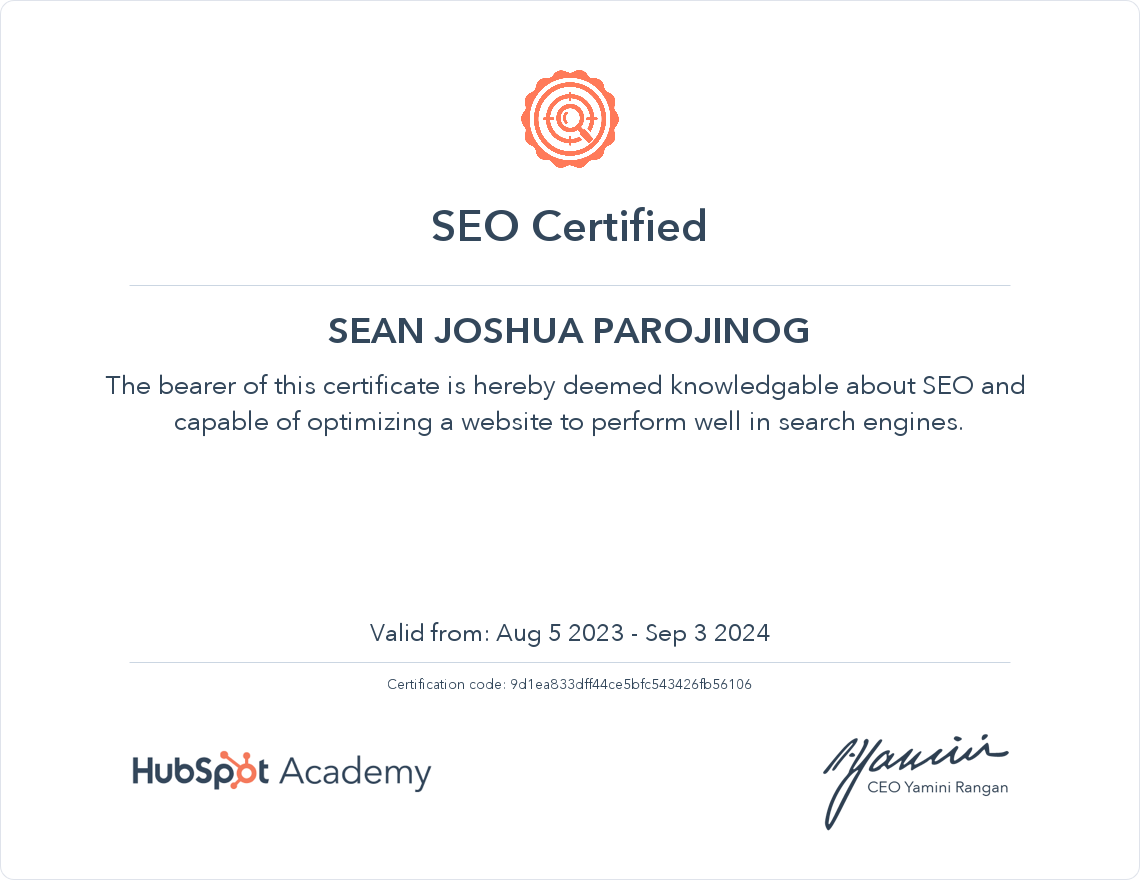 SEO Certified
SEAN JOSHUA PAROJINOG
The bearer of this certificate is hereby deemed knowledgable about SEO and
capable of optimizing a website to perform well in search engines.
Valid from: Aug 5 2023 - Sep 3 2024
Certification code: 9d1ea833dff44ce5bfc543426fb56106
HubSpot Academy
CEO Yamini Rangan